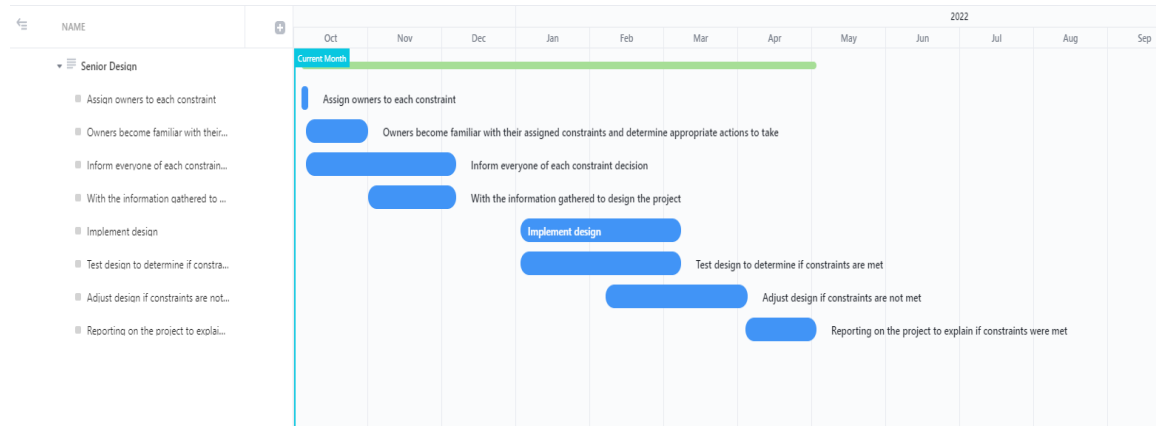 2022
NAME
Oct Nov Dec Jan Feb Mar Apr May Jun Jul Aug Sep
Current Month
Senior Design
Assign owners to each constraint Assign owners to each constraint
Owners become familiar with their... Owners become familiar with their assigned constraints and determine appropriate actions to take
Inform everyone of each constrain... Inform everyone of each constraint decision
With the information gathered to ... With the information gathered to design the project
Implement design Implement design
Test design to determine if constra... Test design to determine if constraints are met
Adjust design if constraints are not... Adjust design if constraints are not met
Reporting on the project to explai... Reporting on the project to explain if constraints were met